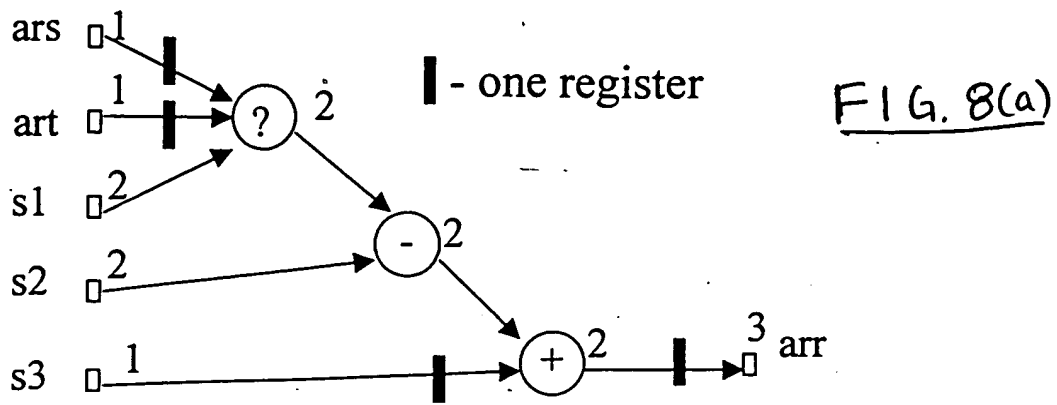 ars 1
art 1
s1 2
s2 2
s3 1
? 2
- 2
+ 2
3 arr
- one register
FIG. 8(a)